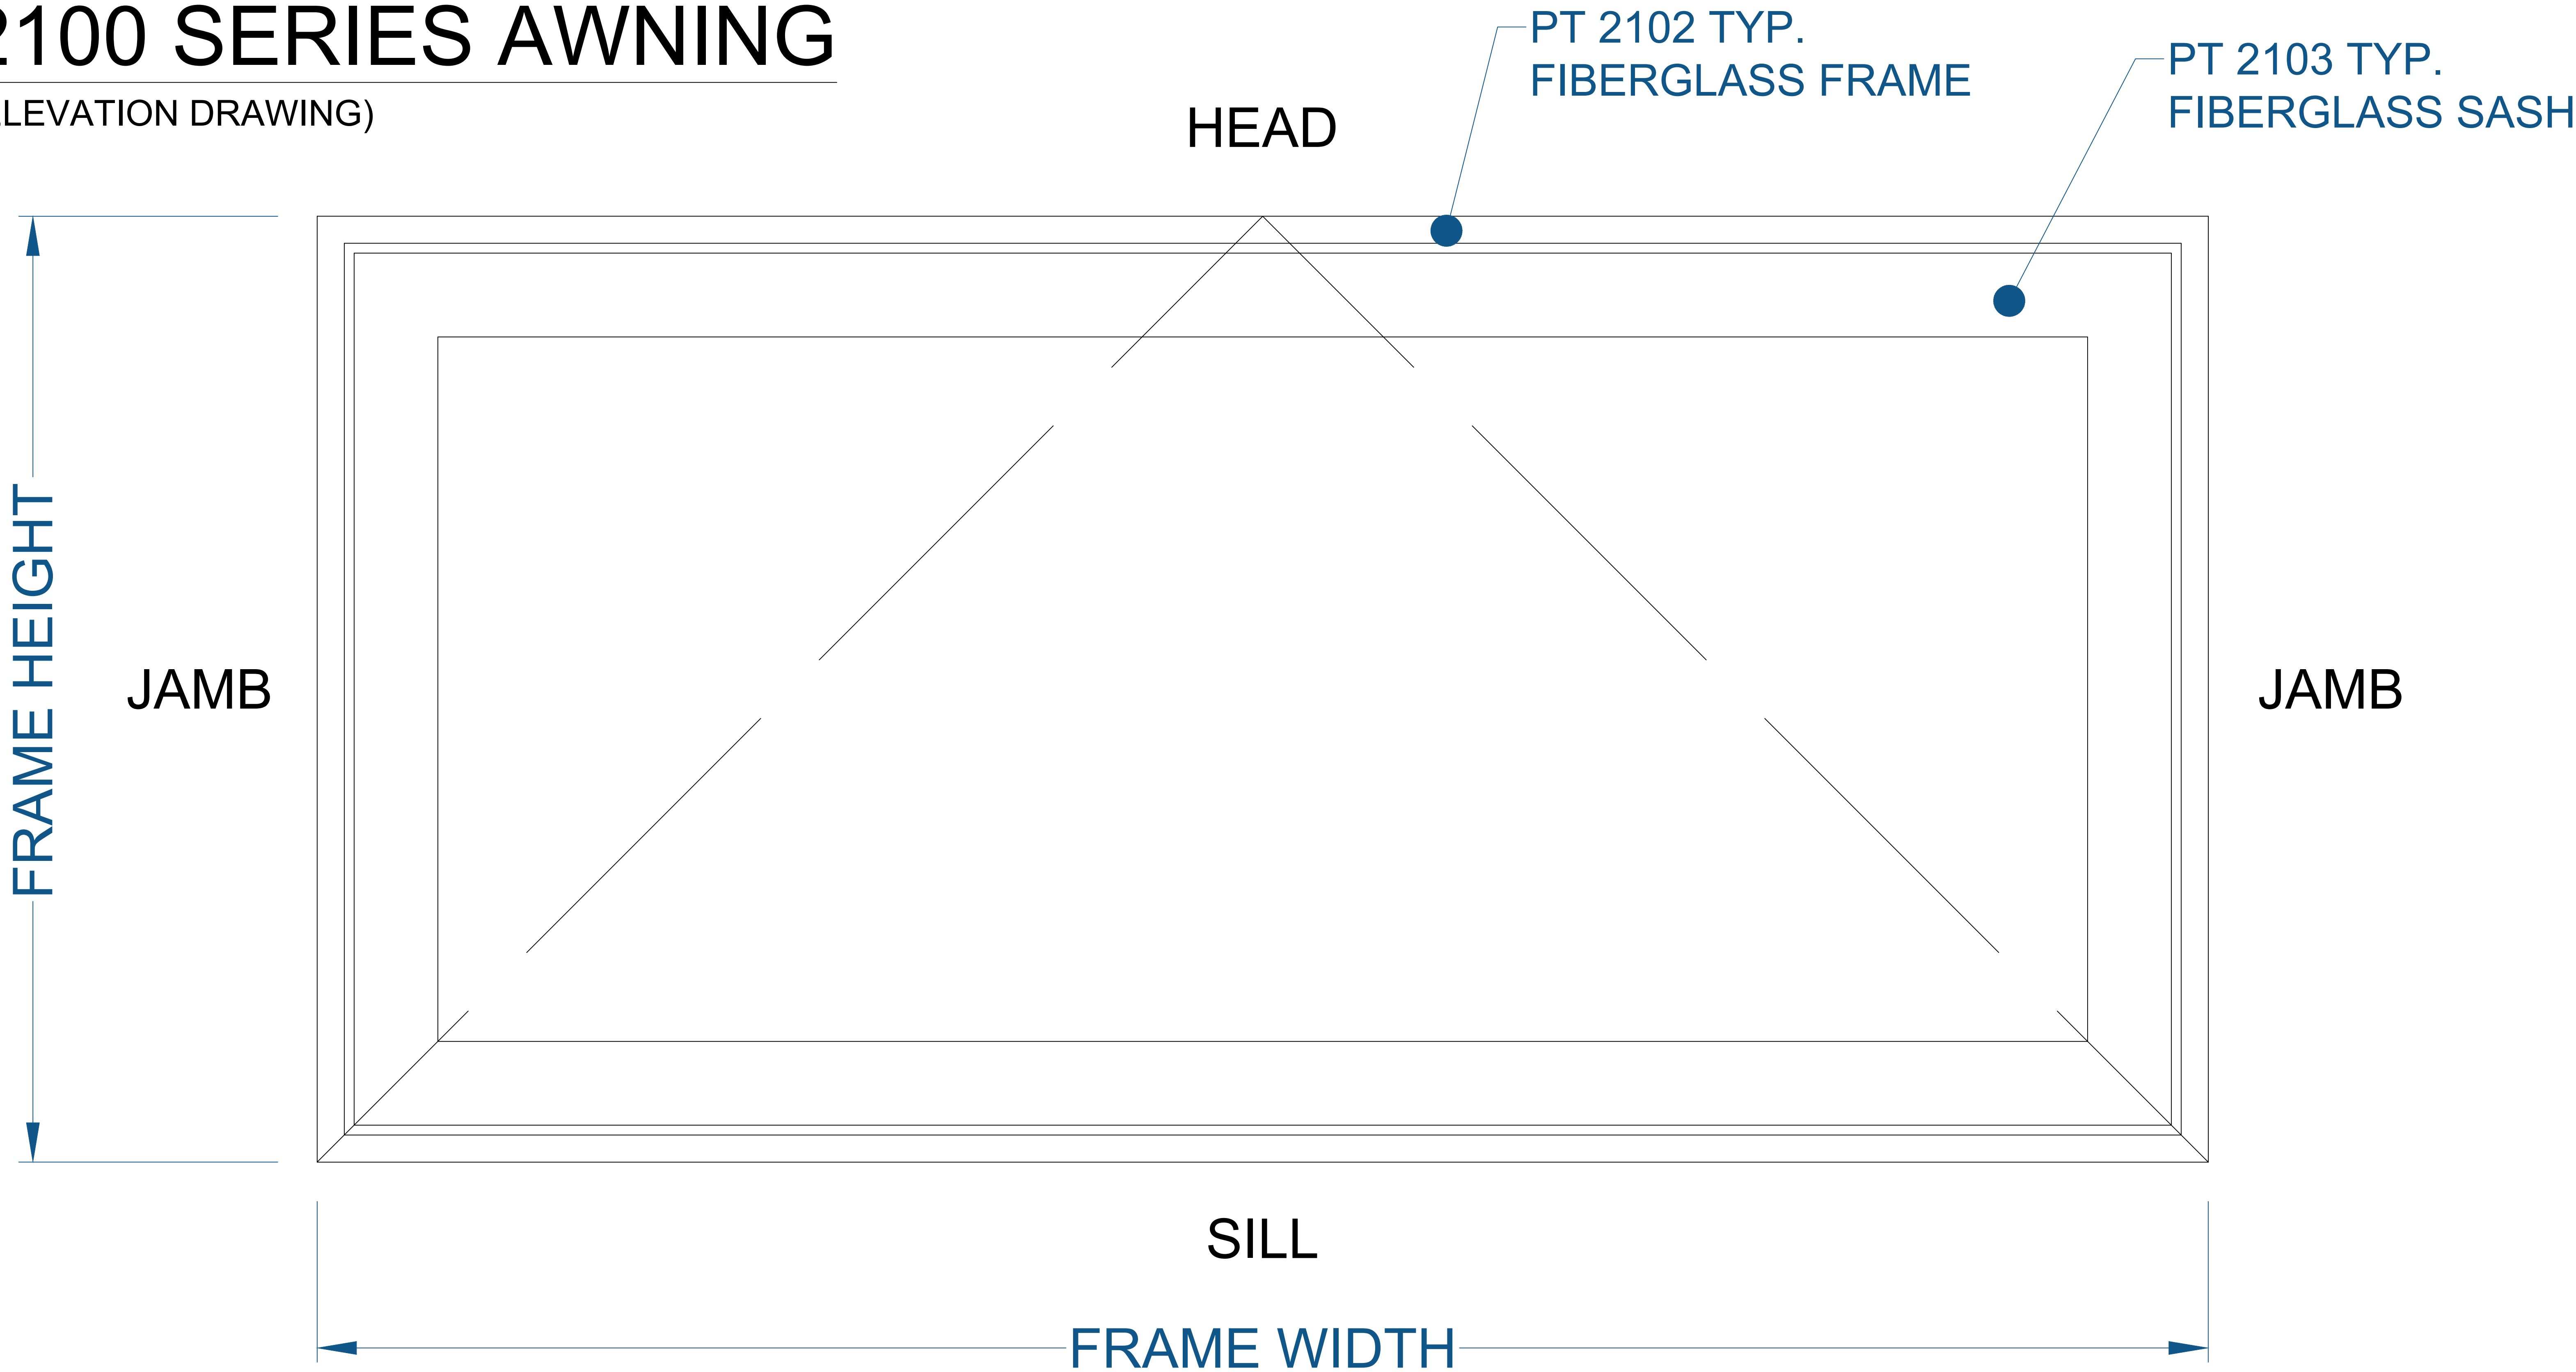 2100 SERIES AWNING
ELEVATION DRAWING)
PT 2102 TYP.
FIBERGLASS FRAME
PT 2103 TYP.
FIBERGLASS SASH
HEAD
FRAME HEIGHT
JAMB
JAMB
SILL
FRAME WIDTH